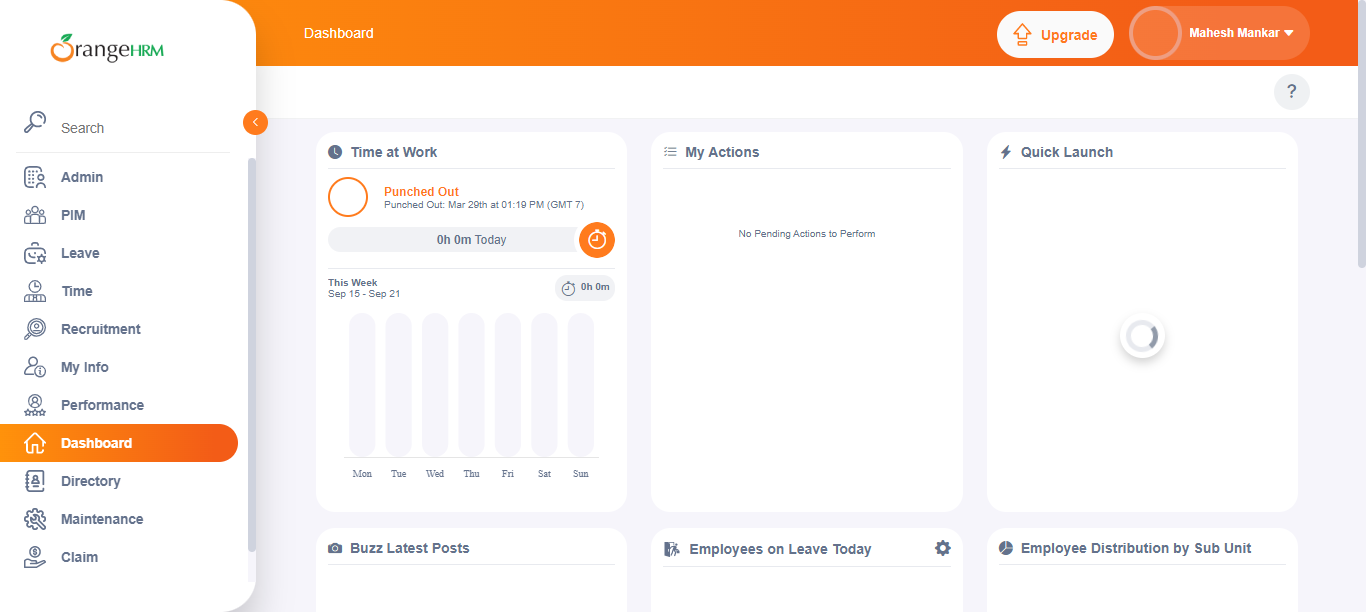 OrangeHRM
Dashboard
Upgrade
Mahesh Mankar
?
Search
Admin
PIM
Leave
Time
Recruitment
My Info
Performance
Dashboard
Directory
Maintenance
Claim
Time at Work
Punched Out
Punched Out: Mar 29th at 01:19 PM (GMT 7)
0h 0m Today
This Week
Sep 15 - Sep 21
0h 0m
Mon Tue Wed Thu Fri Sat Sun
My Actions
No Pending Actions to Perform
Quick Launch
Buzz Latest Posts
Employees on Leave Today
Employee Distribution by Sub Unit